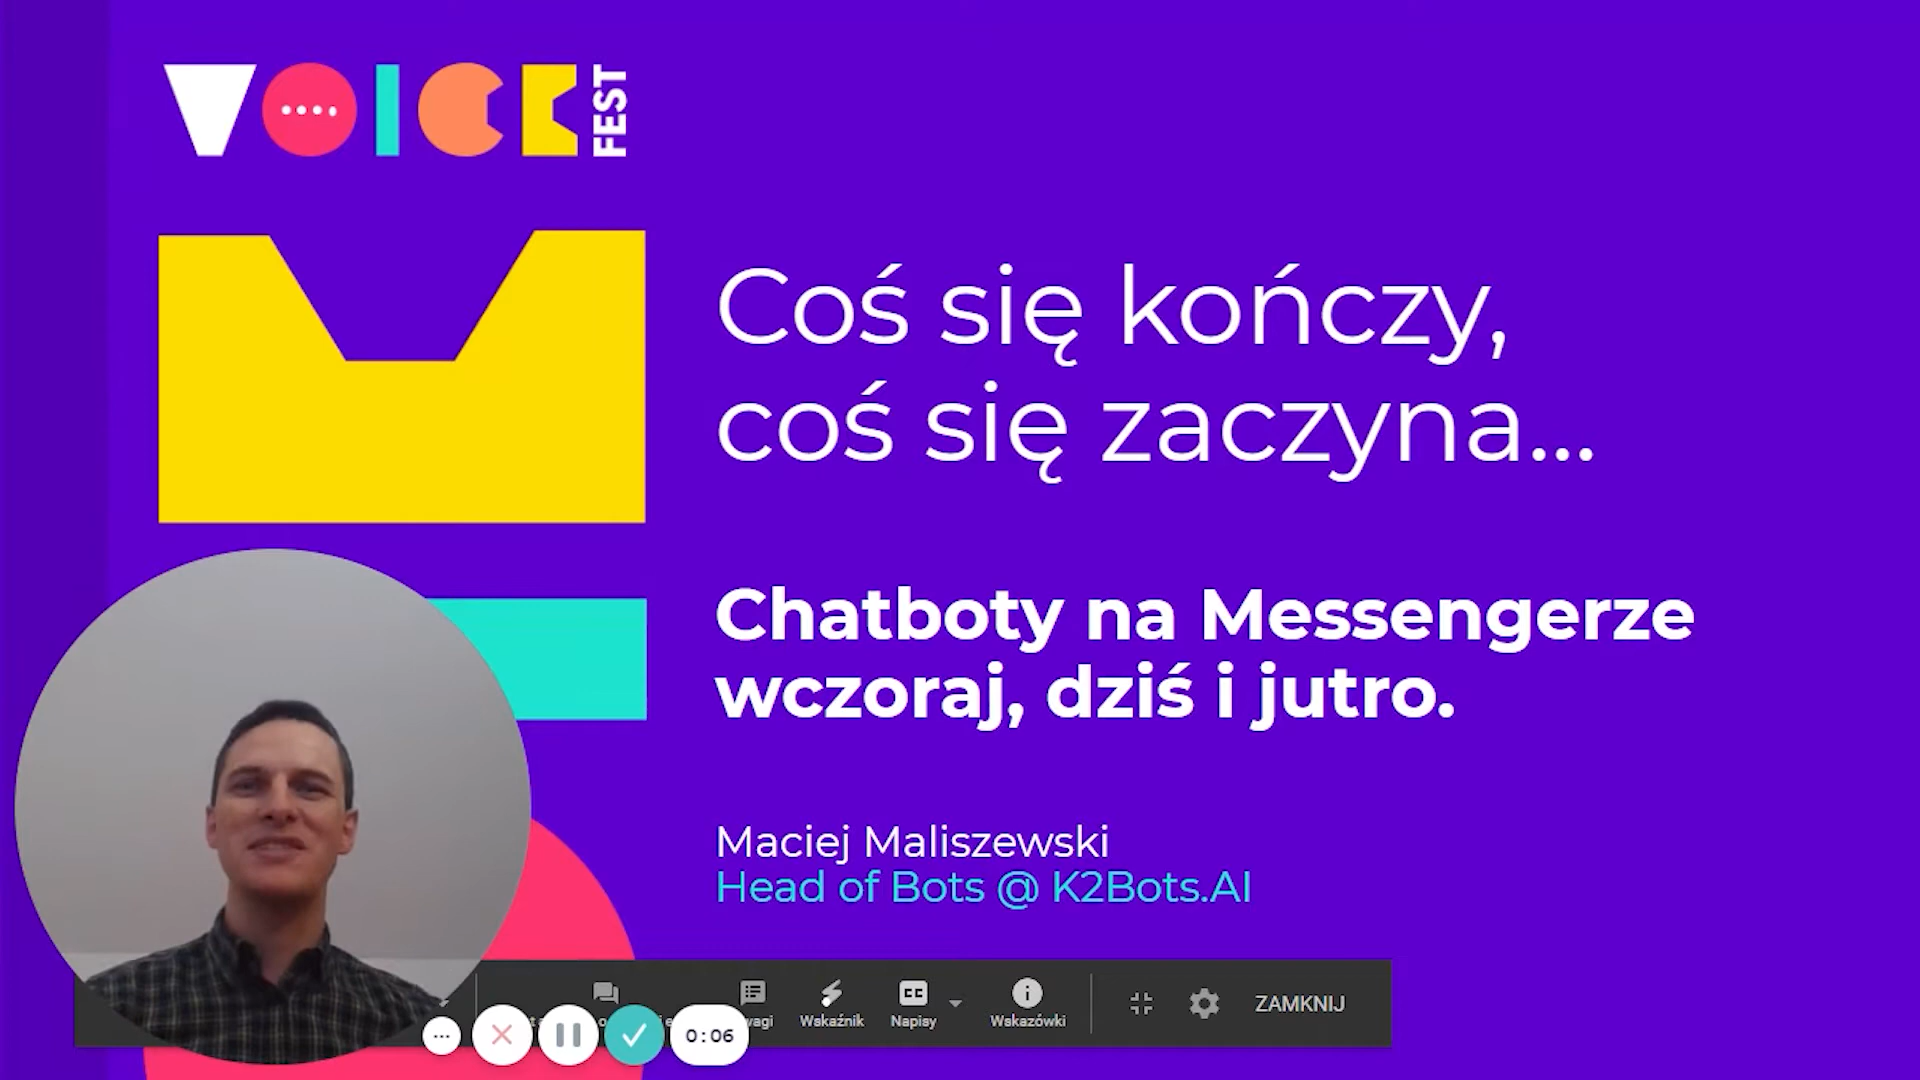 VOICE FEST
Coś się kończy,
coś się zaczyna...
Chatboty na Messengerze
wczoraj, dziś i jutro.
Maciej Maliszewski
Head of Bots @ K2Bots.AI
Wskaźnik
Napisy
Wskazówki
ZAMKNIJ
0:06